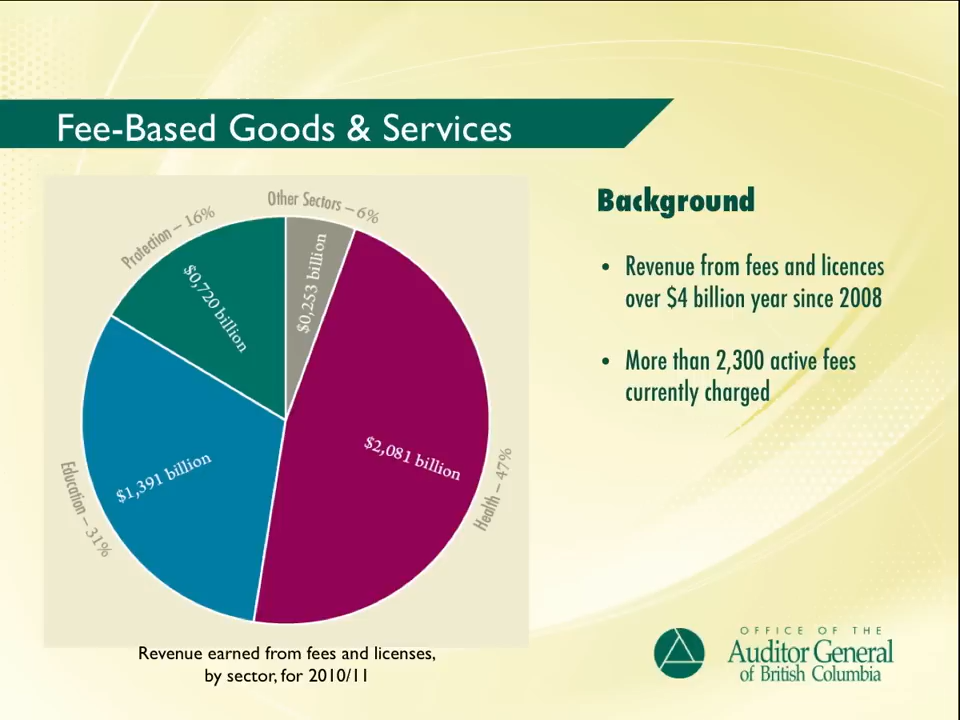 Fee-Based Goods & Services
Other Sectors – 6%
Protection – 16%
$0,253 billion
$0,720 billion
$2,081 billion
Health – 47%
$1,391 billion
Education – 31%
Revenue earned from fees and licenses,
by sector, for 2010/11
Background
• Revenue from fees and licences
over $4 billion year since 2008
• More than 2,300 active fees
currently charged
OFFICE OF THE
Auditor General
of British Columbia